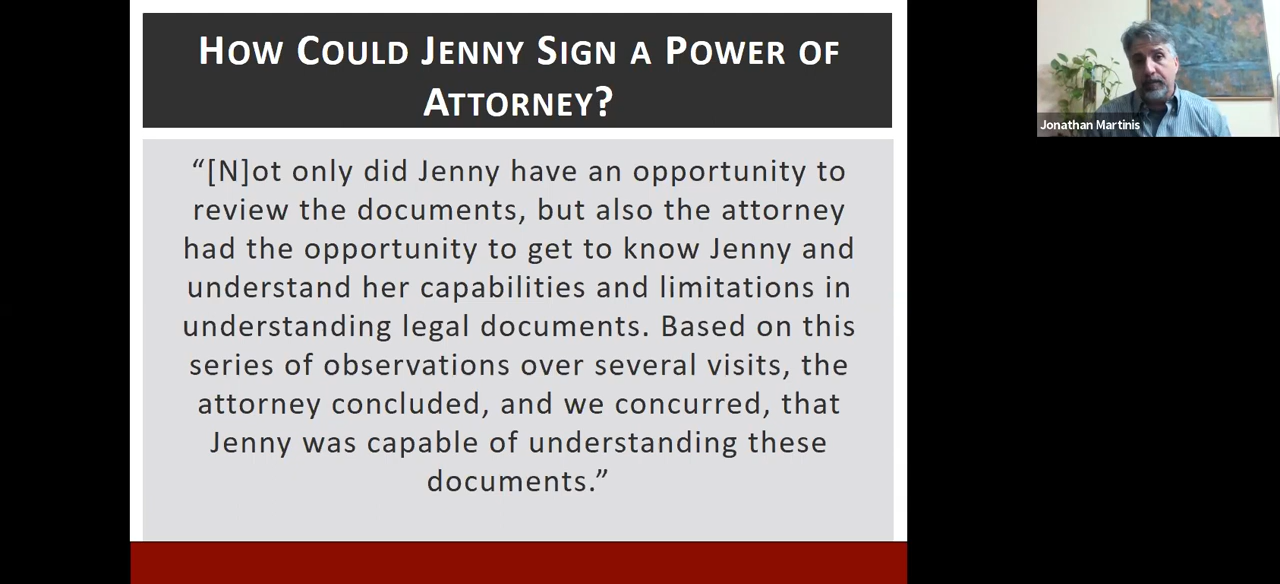 HOW COULD JENNY SIGN A POWER OF
ATTORNEY?
“[N]ot only did Jenny have an opportunity to
review the documents, but also the attorney
had the opportunity to get to know Jenny and
understand her capabilities and limitations in
understanding legal documents. Based on this
series of observations over several visits, the
attorney concluded, and we concurred, that
Jenny was capable of understanding these
documents.”
Jonathan Martinis